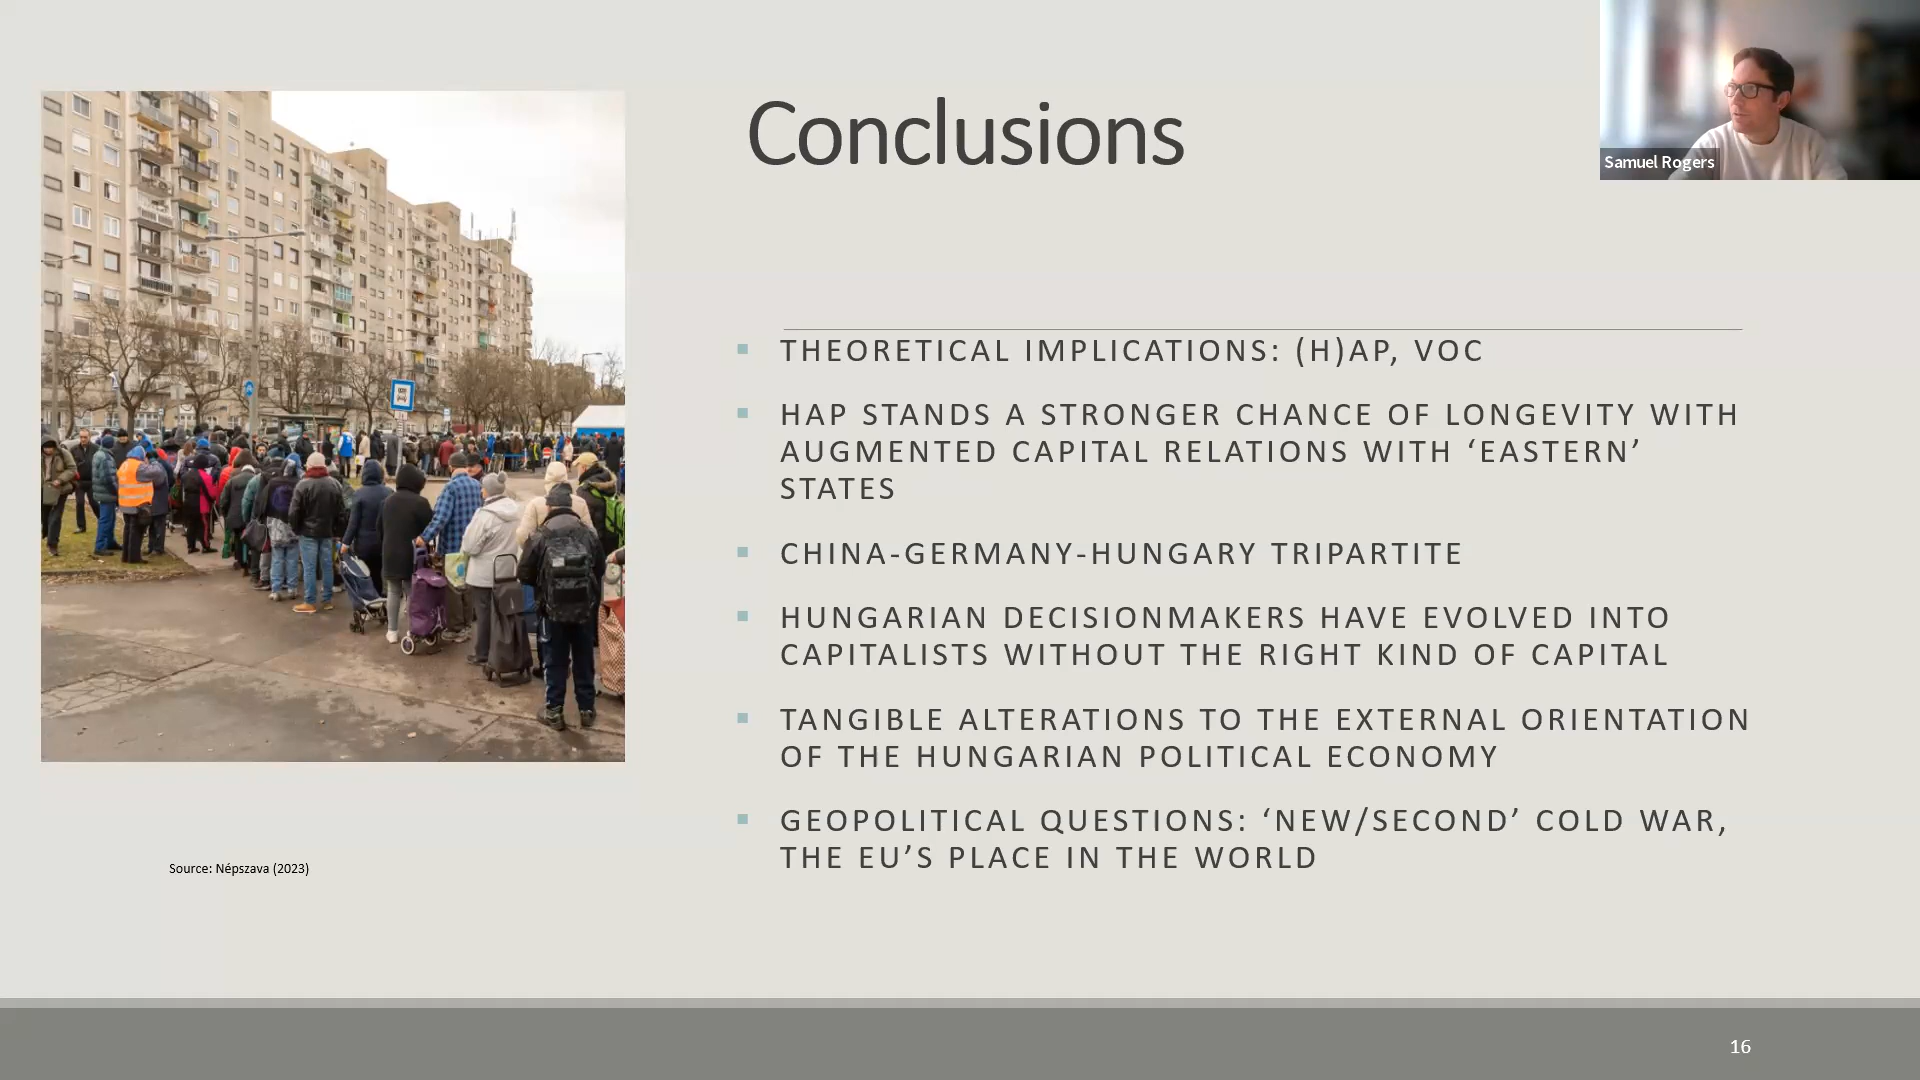 Conclusions
Samuel Rogers
▪ THEORETICAL IMPLICATIONS: (H)AP, VOC
▪ HAP STANDS A STRONGER CHANCE OF LONGEVITY WITH
AUGMENTED CAPITAL RELATIONS WITH ‘EASTERN’
STATES
▪ CHINA-GERMANY-HUNGARY TRIPARTITE
▪ HUNGARIAN DECISIONMAKERS HAVE EVOLVED INTO
CAPITALISTS WITHOUT THE RIGHT KIND OF CAPITAL
▪ TANGIBLE ALTERATIONS TO THE EXTERNAL ORIENTATION
OF THE HUNGARIAN POLITICAL ECONOMY
▪ GEOPOLITICAL QUESTIONS: ‘NEW/SECOND’ COLD WAR,
THE EU’S PLACE IN THE WORLD
Source: Népszava (2023)
16